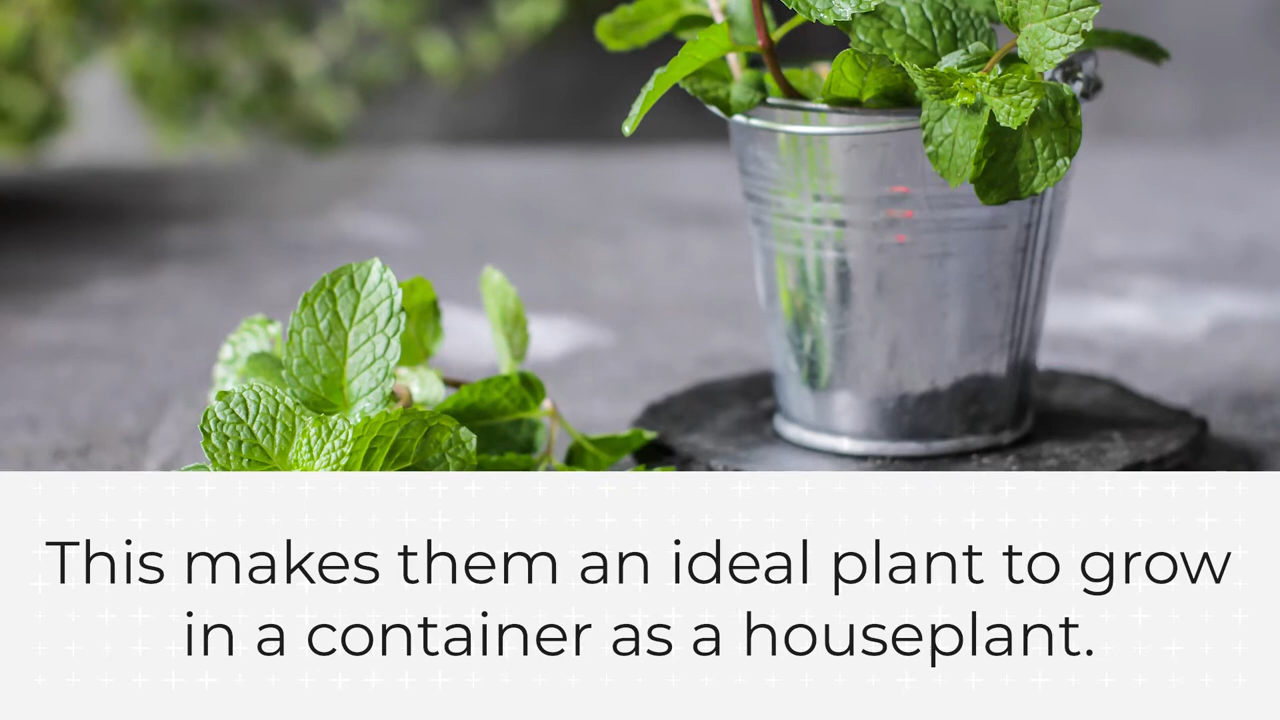 This makes them an ideal plant to grow
in a container as a houseplant.